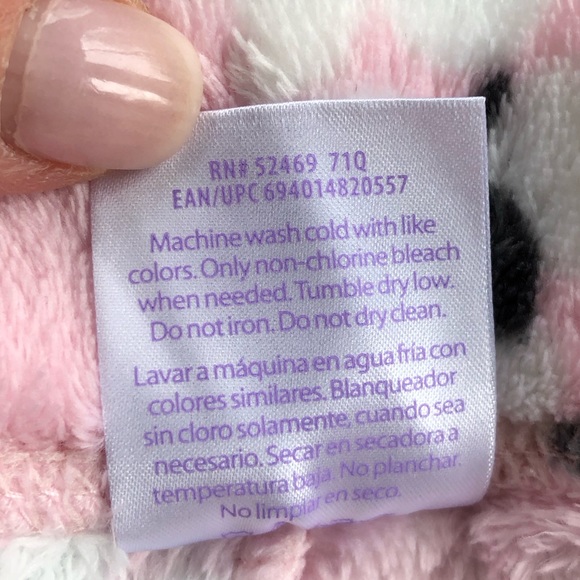 RN# 52469 71Q
EAN/UPC 694014820557
Machine wash cold with like
colors. Only non-chlorine bleach
when needed. Tumble dry low.
Do not iron. Do not dry clean.
Lavar a máquina en agua fría con
colores similares. Blanqueador
sin cloro solamente, cuando sea
necesario. Secar en secadora a
temperatura baja. No planchar.
No limpiar en seco.